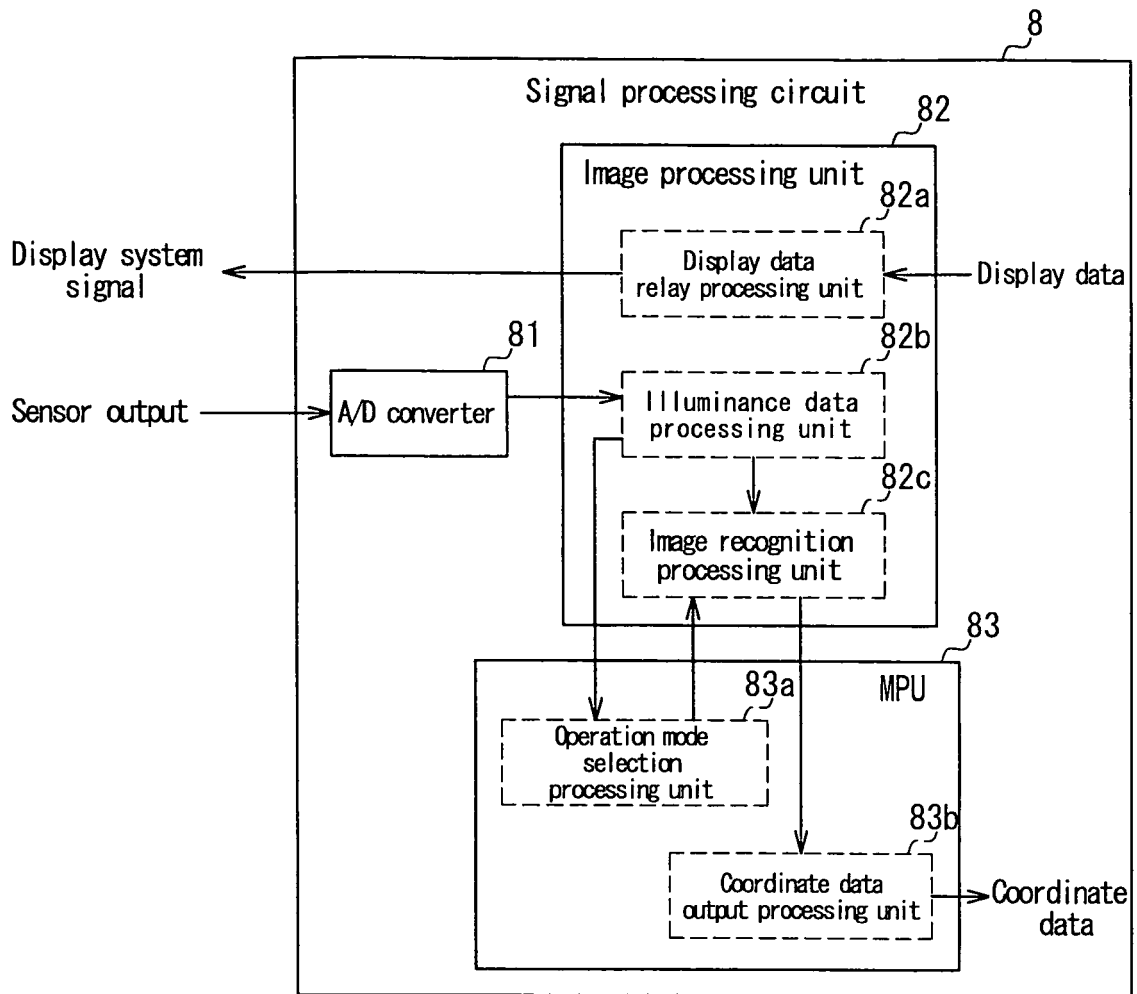 8
Signal processing circuit
82
Image processing unit
82a
Display system
signal
Display data
relay processing unit
Display data
82b
81
Sensor output
A/D converter
Illuminance data
processing unit
82c
Image recognition
processing unit
83
MPU
83a
Operation mode
selection
processing unit
83b
Coordinate data
output processing unit
Coordinate
data